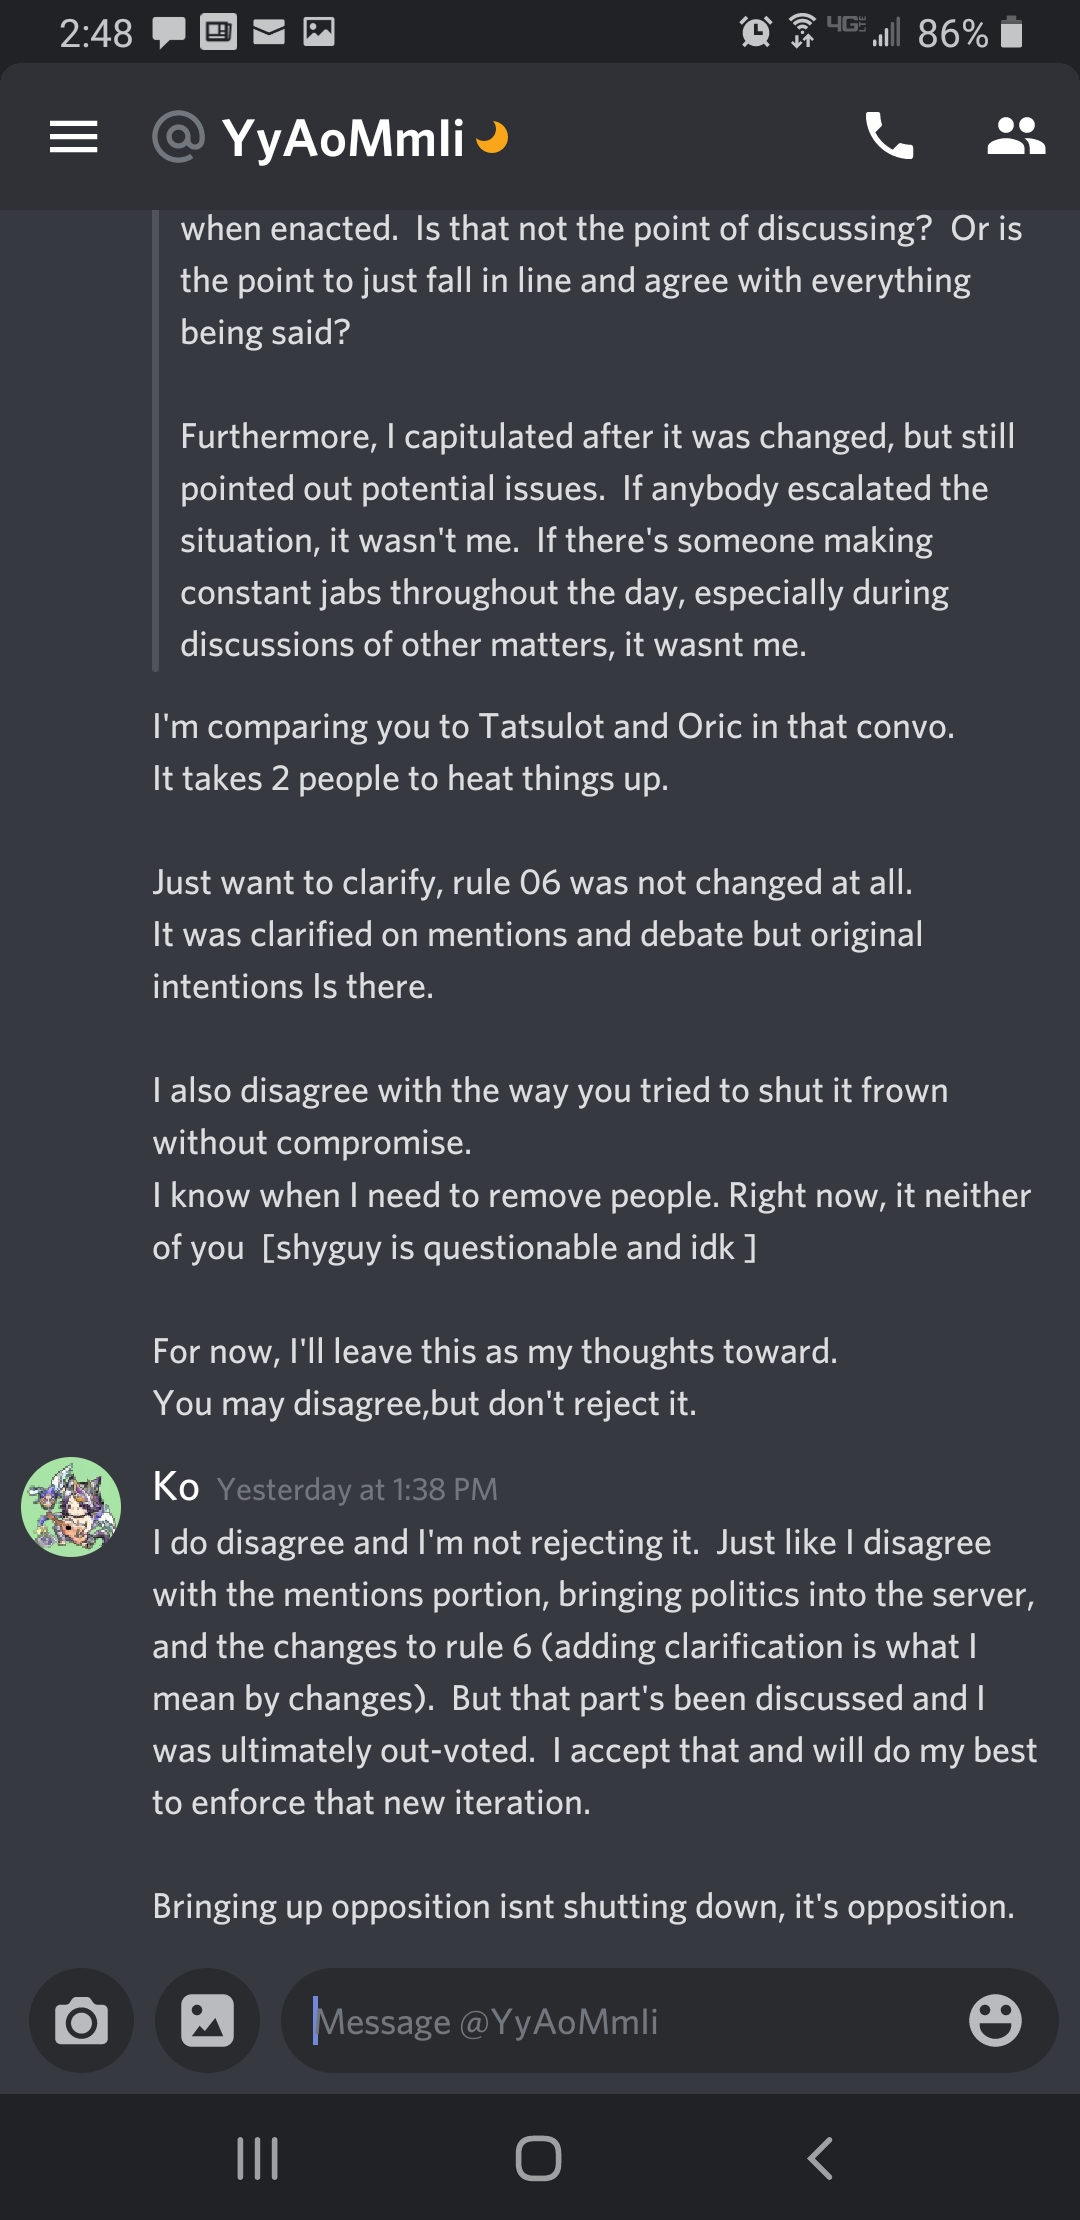 2:48 4G LTE 86%
@ YyAoMmli
when enacted.  Is that not the point of discussing?  Or is
the point to just fall in line and agree with everything
being said?
Furthermore, I capitulated after it was changed, but still
pointed out potential issues.  If anybody escalated the
situation, it wasn't me.  If there's someone making
constant jabs throughout the day, especially during
discussions of other matters, it wasnt me.
I'm comparing you to Tatsulot and Oric in that convo.
It takes 2 people to heat things up.
Just want to clarify, rule 06 was not changed at all.
It was clarified on mentions and debate but original
intentions Is there.
I also disagree with the way you tried to shut it frown
without compromise.
I know when I need to remove people. Right now, it neither
of you  [shyguy is questionable and idk ]
For now, I'll leave this as my thoughts toward.
You may disagree,but don't reject it.
Ko Yesterday at 1:38 PM
I do disagree and I'm not rejecting it.  Just like I disagree
with the mentions portion, bringing politics into the server,
and the changes to rule 6 (adding clarification is what I
mean by changes).  But that part's been discussed and I
was ultimately out-voted.  I accept that and will do my best
to enforce that new iteration.
Bringing up opposition isnt shutting down, it's opposition.
Message @YyAoMmli